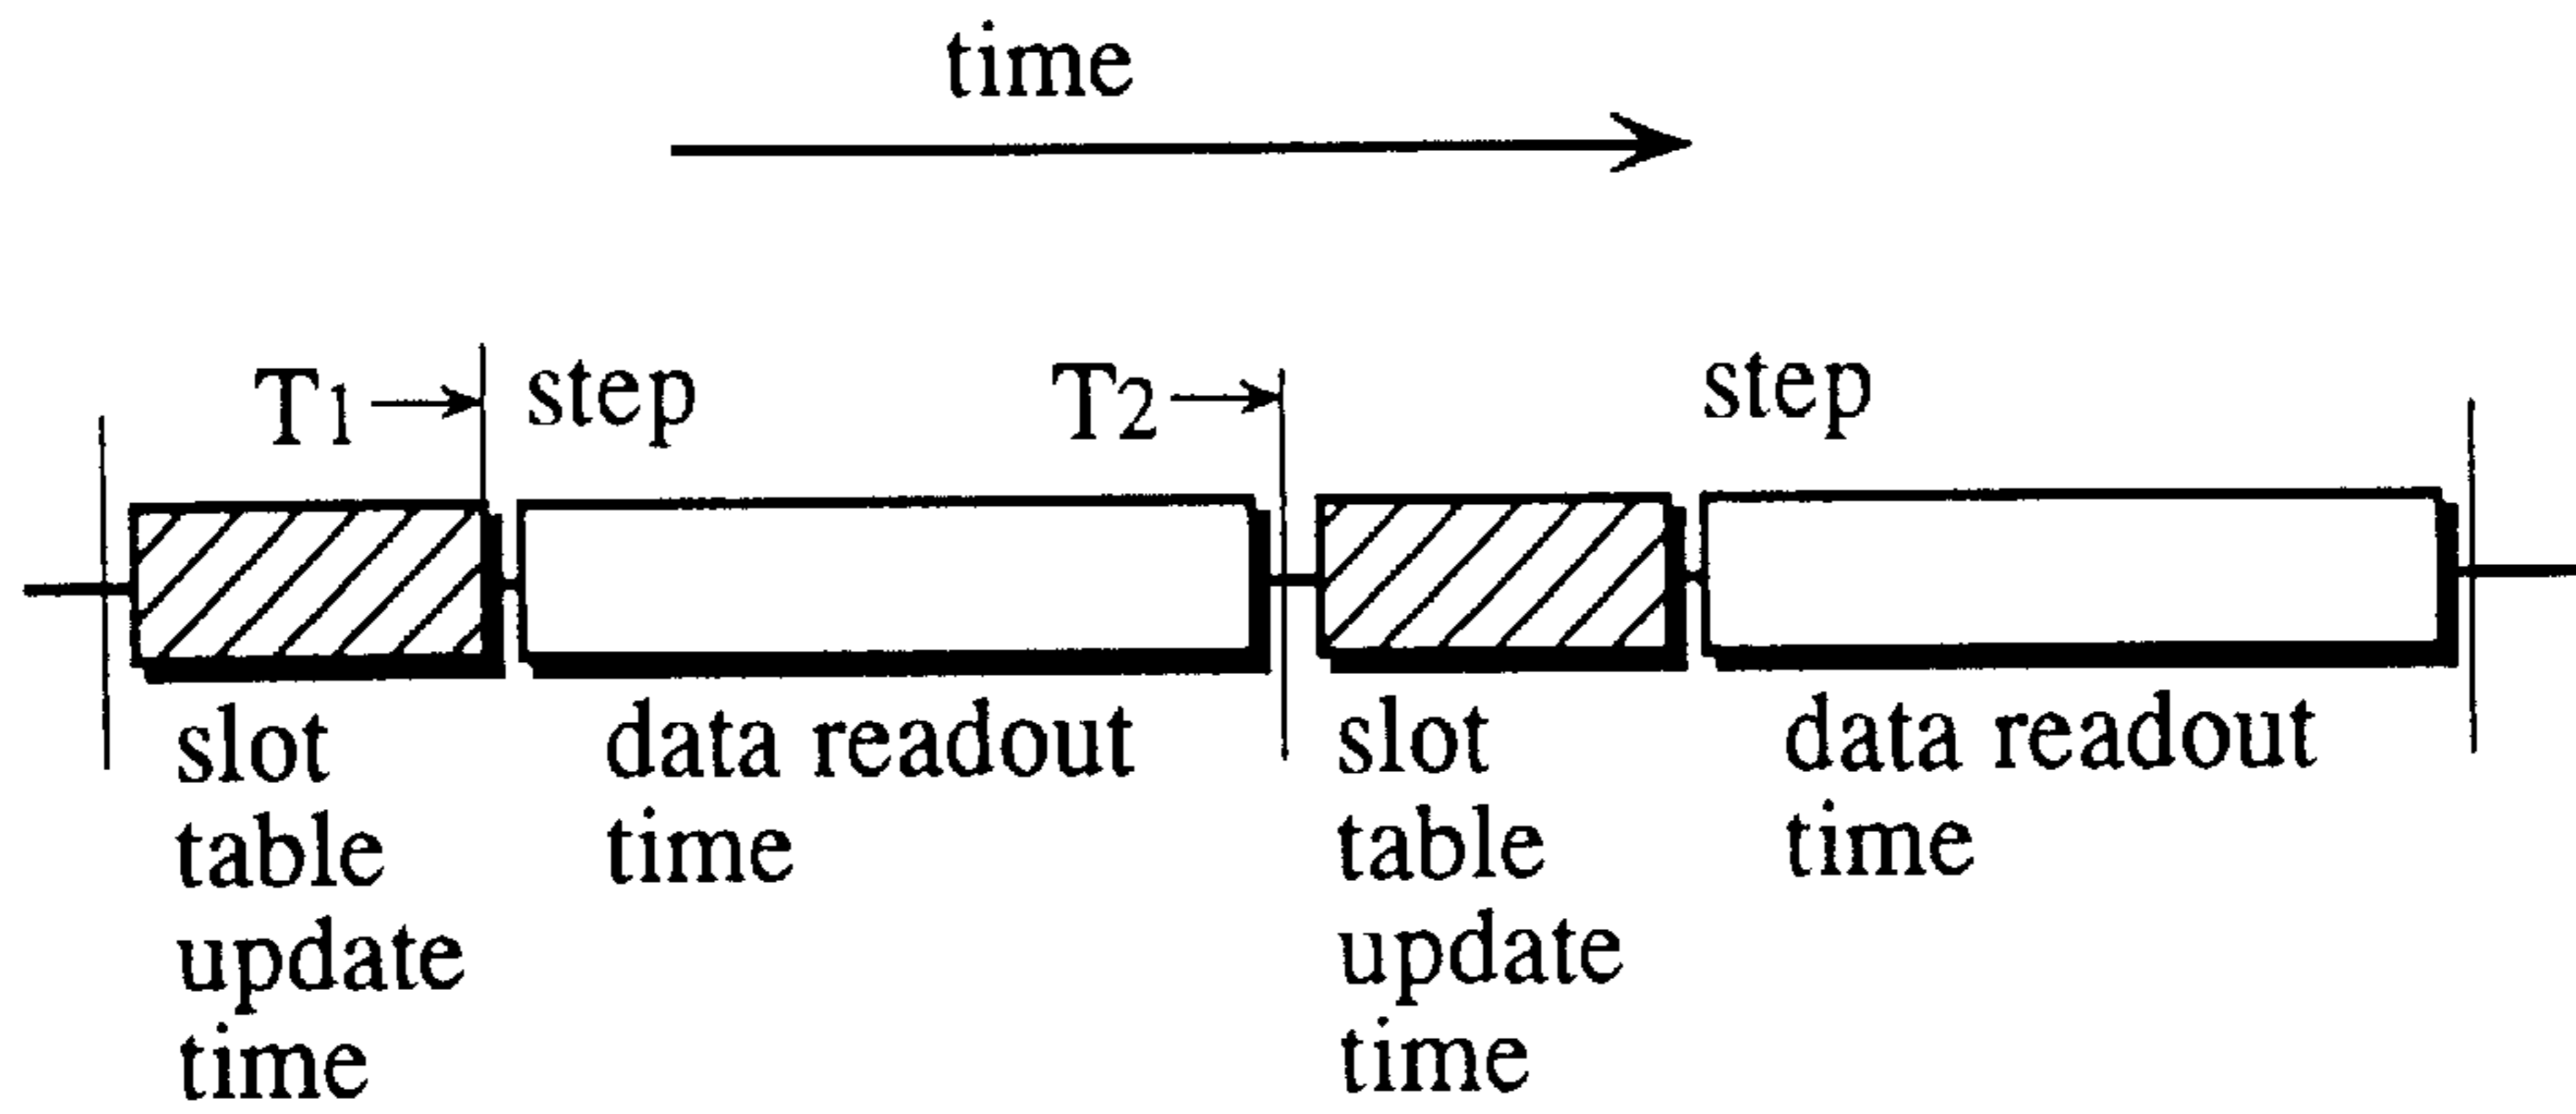 time
T1 step T2 step
slot
table
update
time
data readout
time
slot
table
update
time
data readout
time